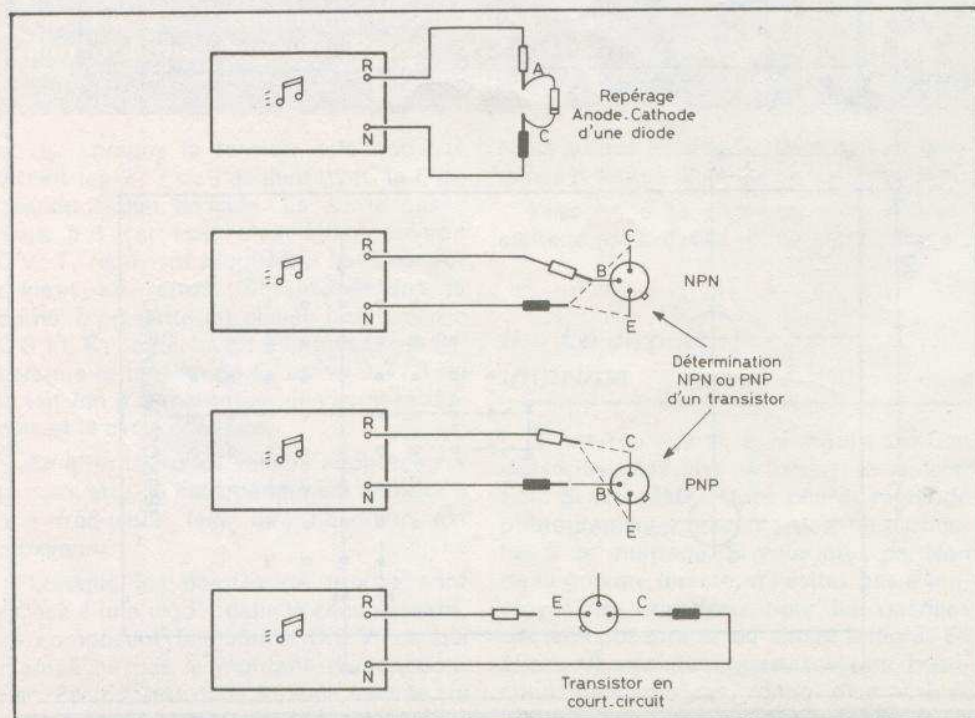 R
A
Repérage
Anode. Cathode
d'une diode
C
N
C
R
B
NPN
N
E
Détermination
NPN ou PNP
d'un transistor
C
R
B
PNP
N
E
R
E
C
N
Transistor en
court.circuit